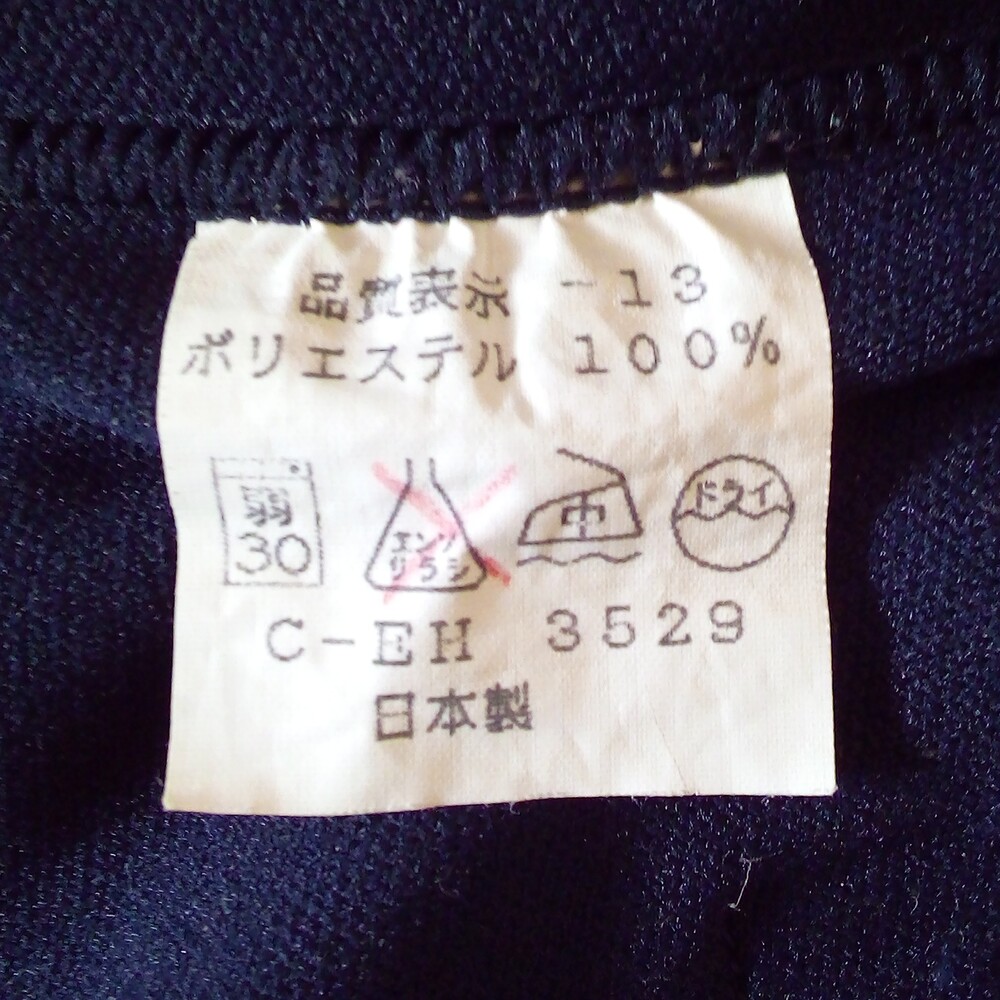 品質表示 -13
ポリエステル 100%
弱 30 エンソ サラシ 中 ドライ
C-EH 3529
日本製